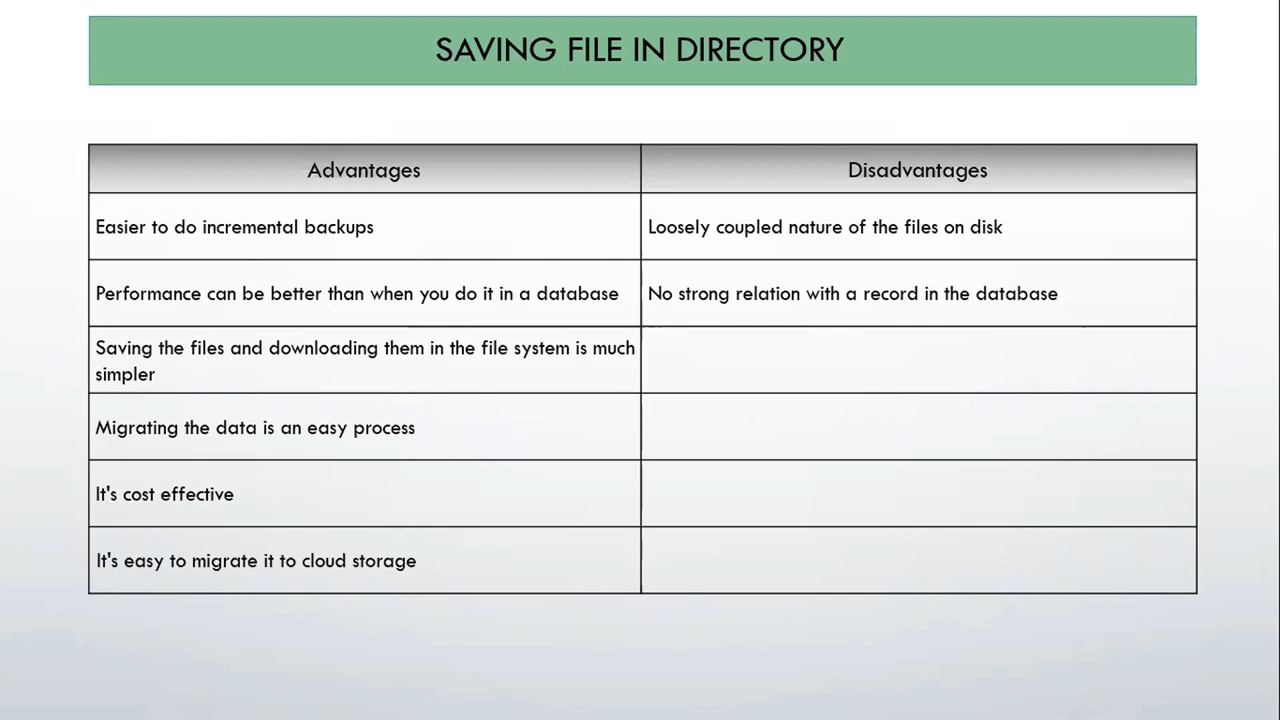 SAVING FILE IN DIRECTORY
Advantages
Disadvantages
Easier to do incremental backups
Loosely coupled nature of the files on disk
Performance can be better than when you do it in a database
No strong relation with a record in the database
Saving the files and downloading them in the file system is much
simpler
Migrating the data is an easy process
It's cost effective
It's easy to migrate it to cloud storage